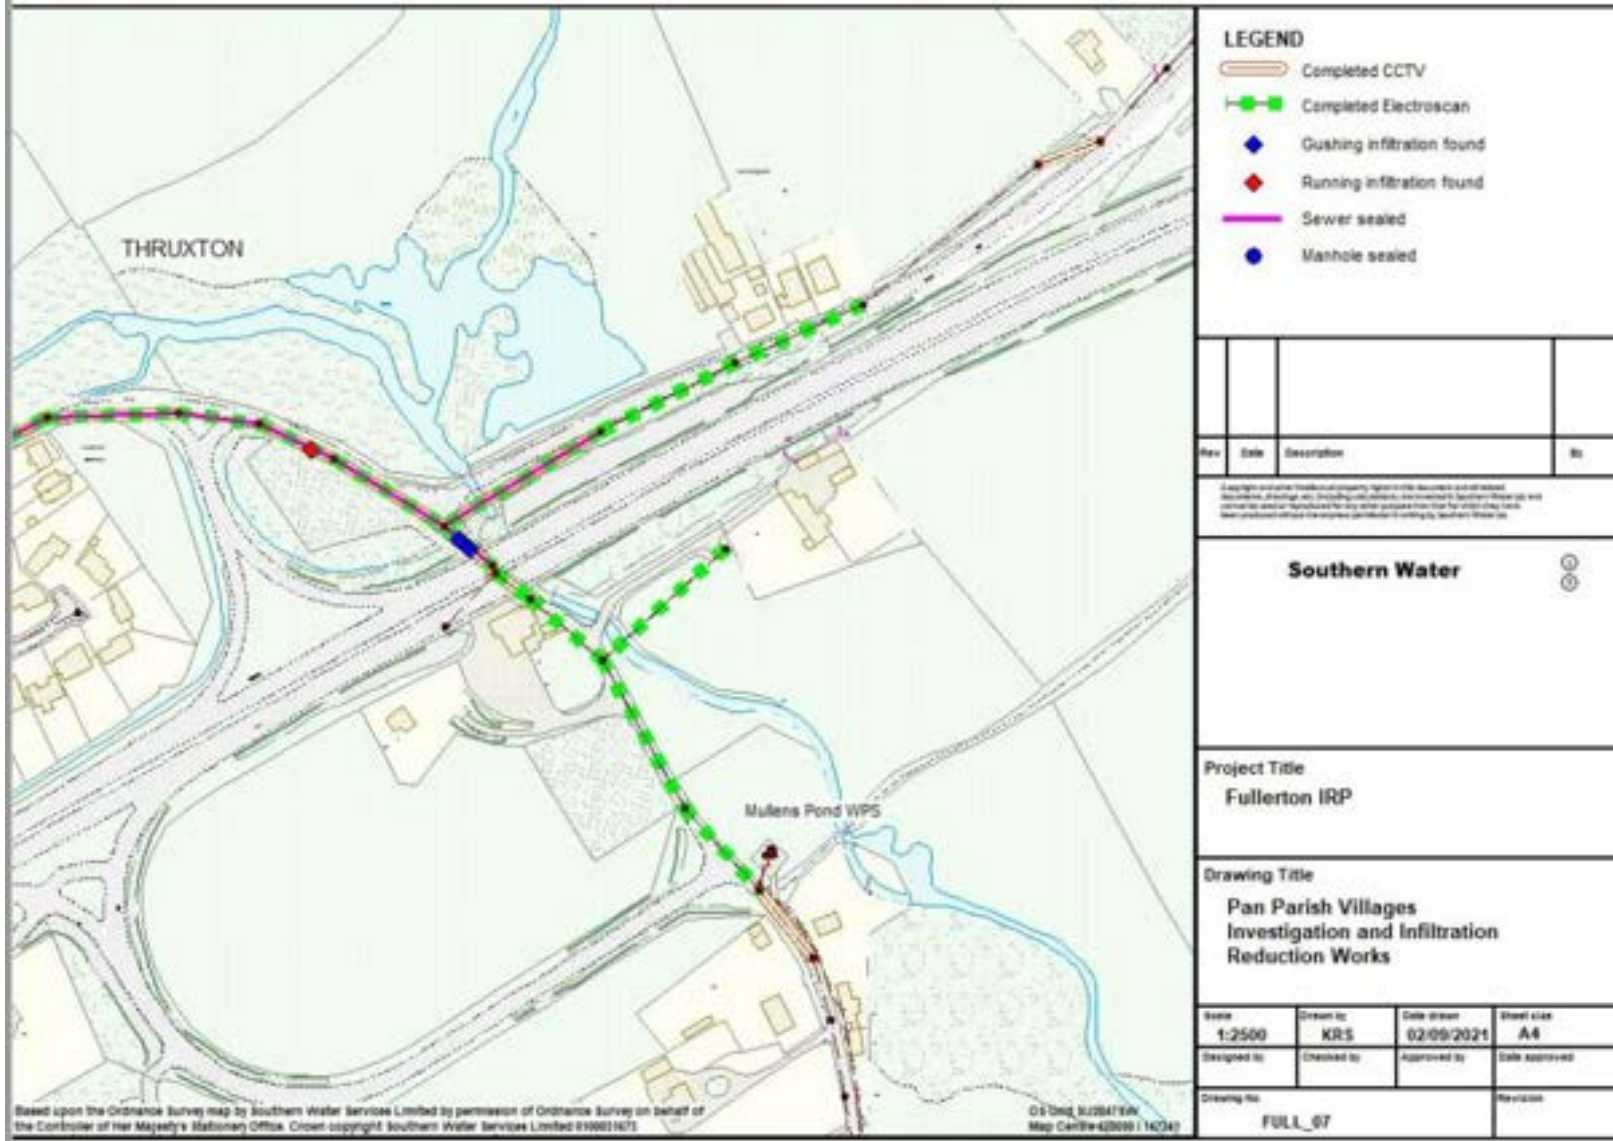 THRUXTON
Mullens Pond WPS
Based upon the Ordnance Survey map by Southern Water Services Limited by permission of Ordnance Survey on behalf of
the Controller of Her Majesty's Stationery Office. Crown copyright Southern Water Services Limited
OS Grid
Map Centre
LEGEND
Completed CCTV
Completed Electroscan
Gushing infiltration found
Running infiltration found
Sewer sealed
Manhole sealed
Rev Date Description By
Southern Water
Project Title
Fullerton IRP
Drawing Title
Pan Parish Villages
Investigation and Infiltration
Reduction Works
Scale Drawn by Date drawn Sheet size
1:2500 KRS 02/09/2021 A4
Designed by Checked by Approved by Date approved
Drawing No Revision
FULL_07